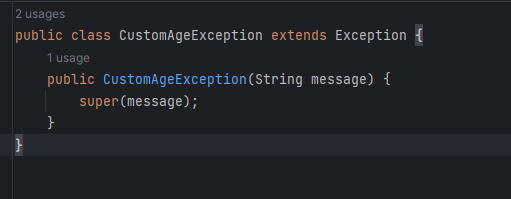 2 usages
public class CustomAgeException extends Exception {
1 usage
public CustomAgeException(String message) {
super(message);
}
}